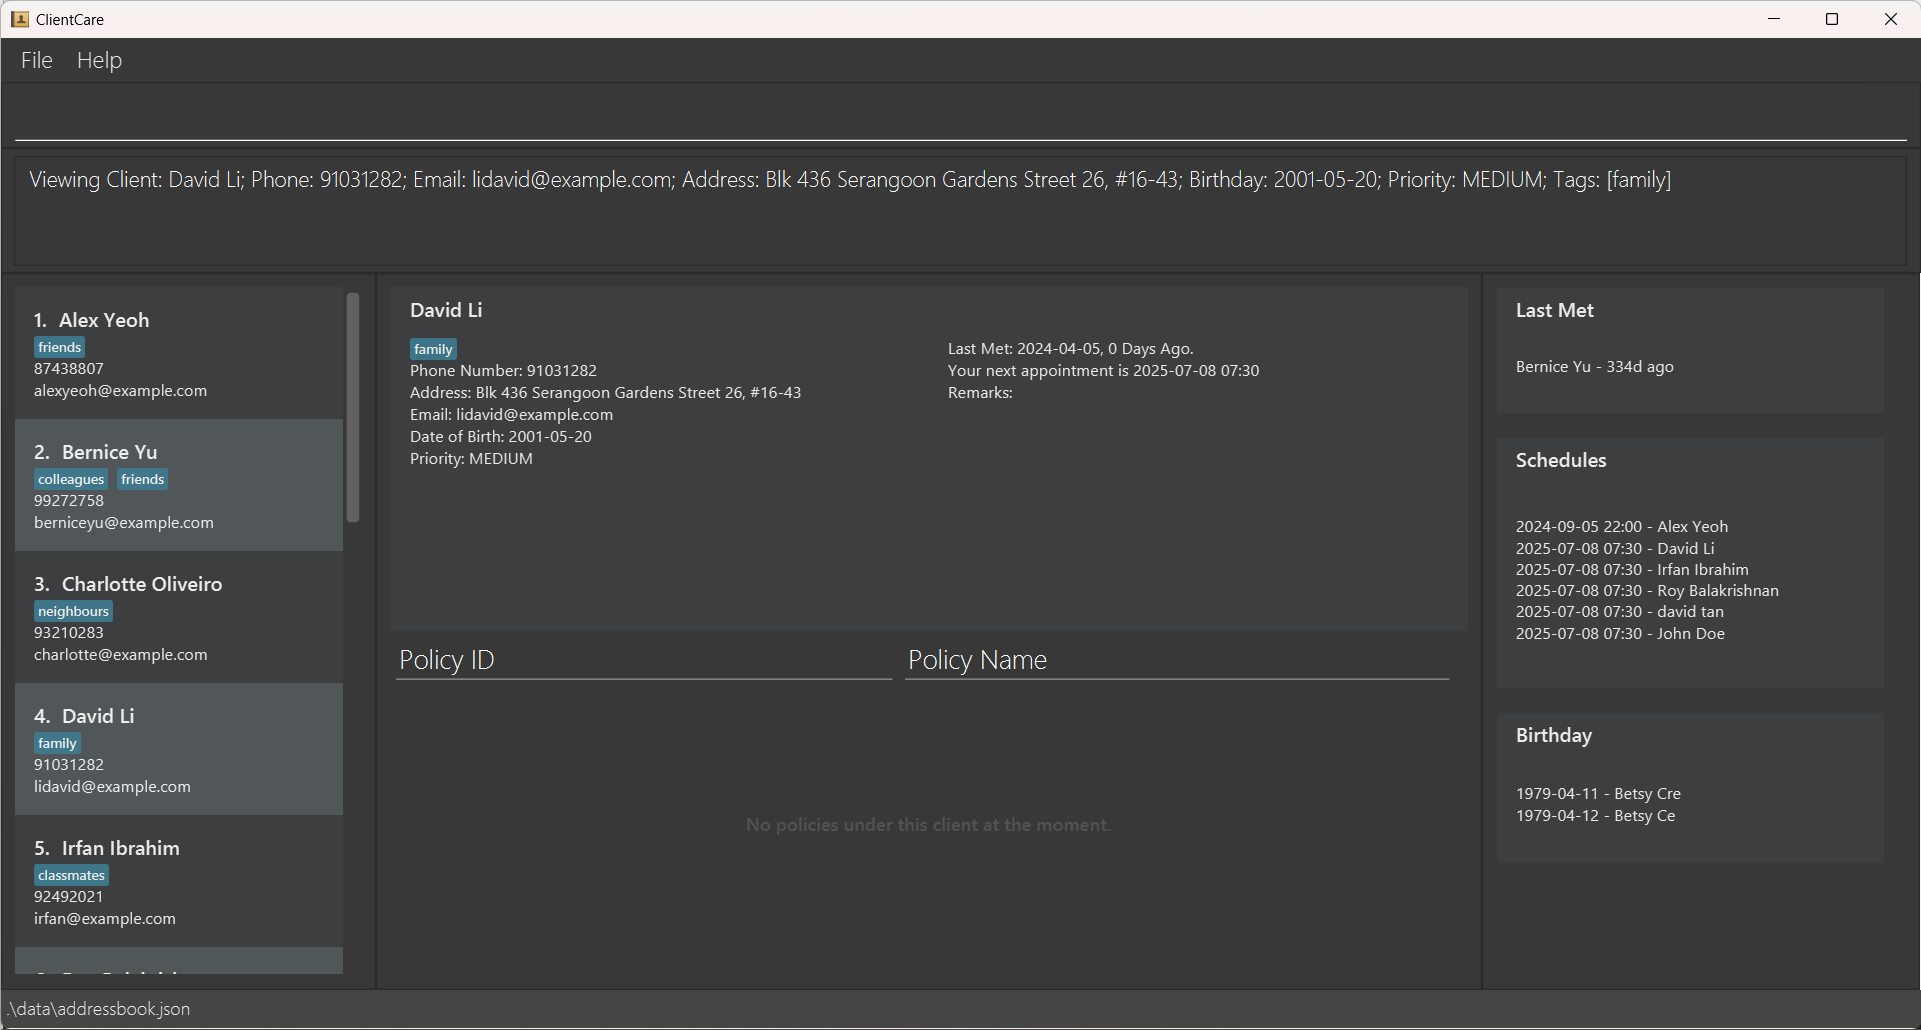 ClientCare
File Help
Viewing Client: David Li; Phone: 91031282; Email: lidavid@example.com; Address: Blk 436 Serangoon Gardens Street 26, #16-43; Birthday: 2001-05-20; Priority: MEDIUM; Tags: [family]
1. Alex Yeoh
friends
87438807
alexyeoh@example.com
2. Bernice Yu
colleagues friends
99272758
berniceyu@example.com
3. Charlotte Oliveiro
neighbours
93210283
charlotte@example.com
4. David Li
family
91031282
lidavid@example.com
5. Irfan Ibrahim
classmates
92492021
irfan@example.com
David Li
family
Phone Number: 91031282
Address: Blk 436 Serangoon Gardens Street 26, #16-43
Email: lidavid@example.com
Date of Birth: 2001-05-20
Priority: MEDIUM
Last Met: 2024-04-05, 0 Days Ago.
Your next appointment is 2025-07-08 07:30
Remarks:
Policy ID Policy Name
No policies under this client at the moment.
Last Met
Bernice Yu - 334d ago
Schedules
2024-09-05 22:00 - Alex Yeoh
2025-07-08 07:30 - David Li
2025-07-08 07:30 - Irfan Ibrahim
2025-07-08 07:30 - Roy Balakrishnan
2025-07-08 07:30 - david tan
2025-07-08 07:30 - John Doe
Birthday
1979-04-11 - Betsy Cre
1979-04-12 - Betsy Ce
.\data\addressbook.json